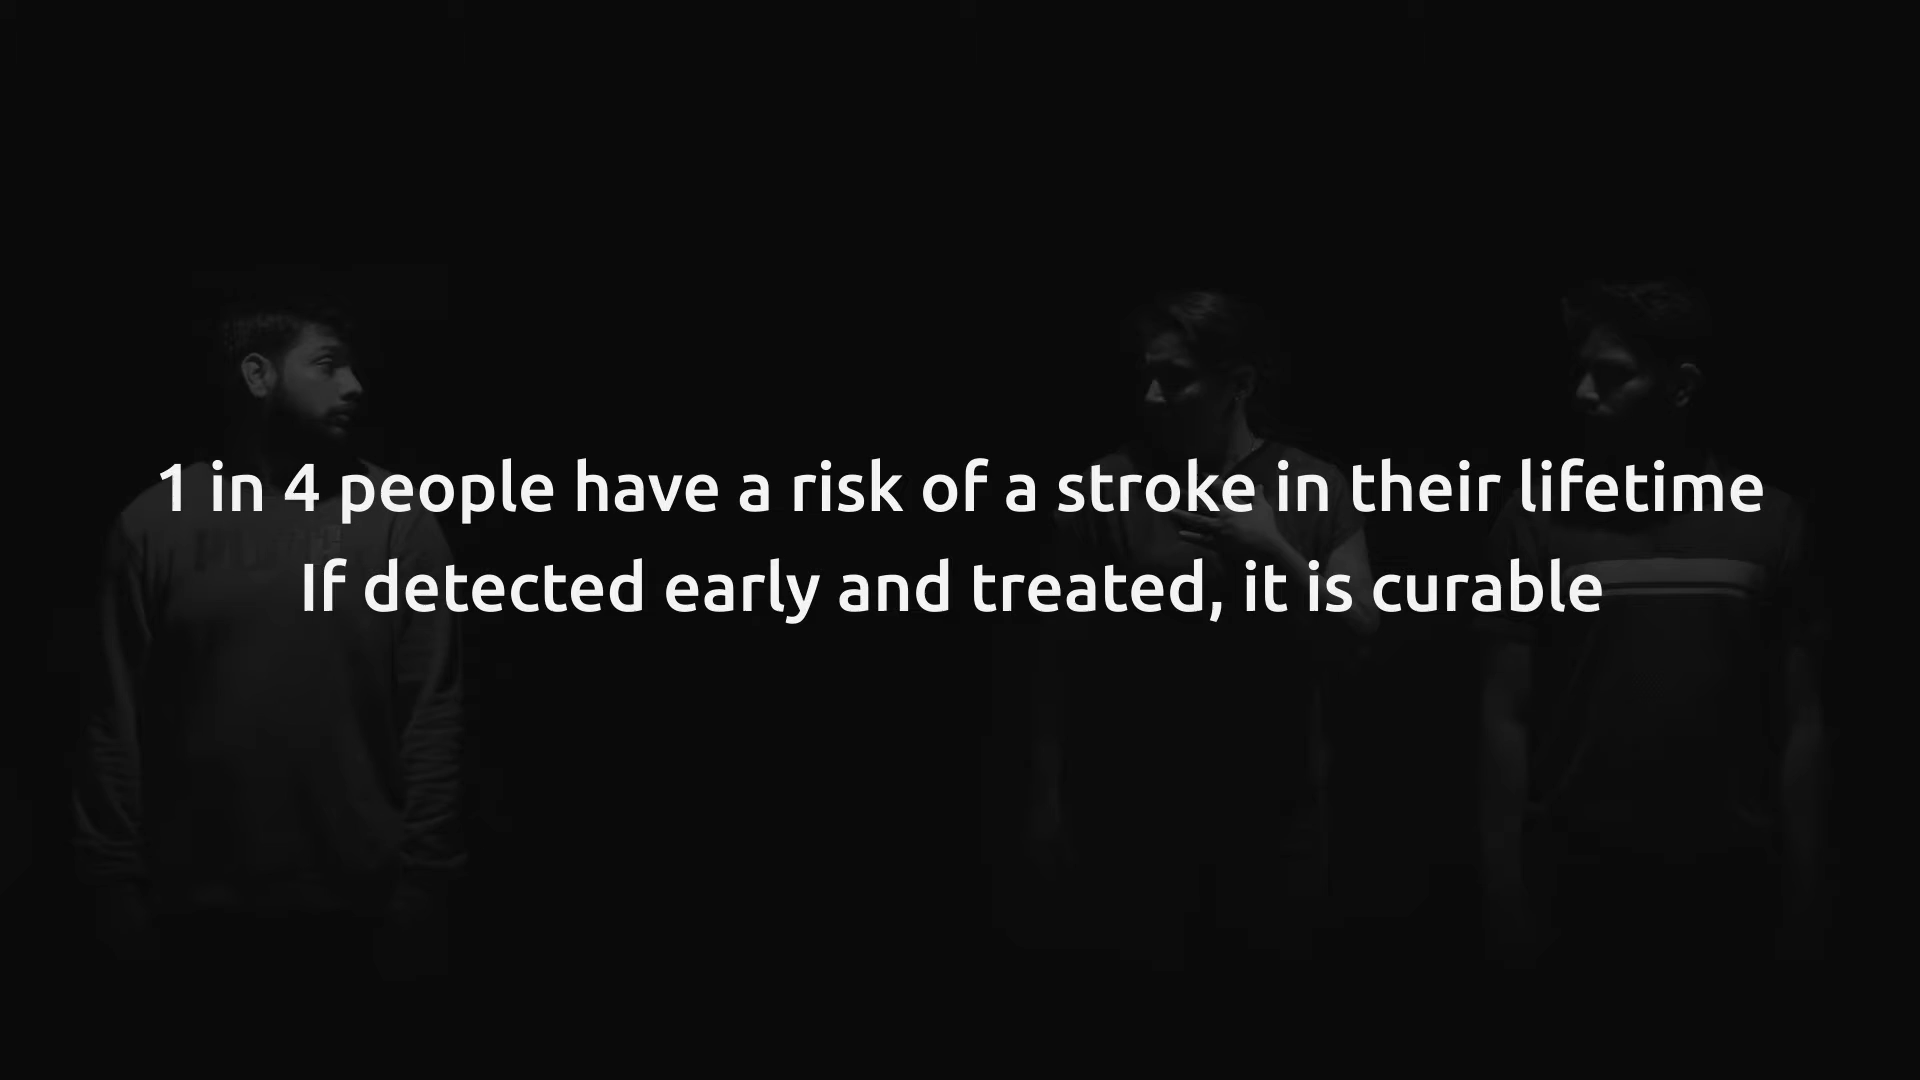 1 in 4 people have a risk of a stroke in their lifetime
If detected early and treated, it is curable